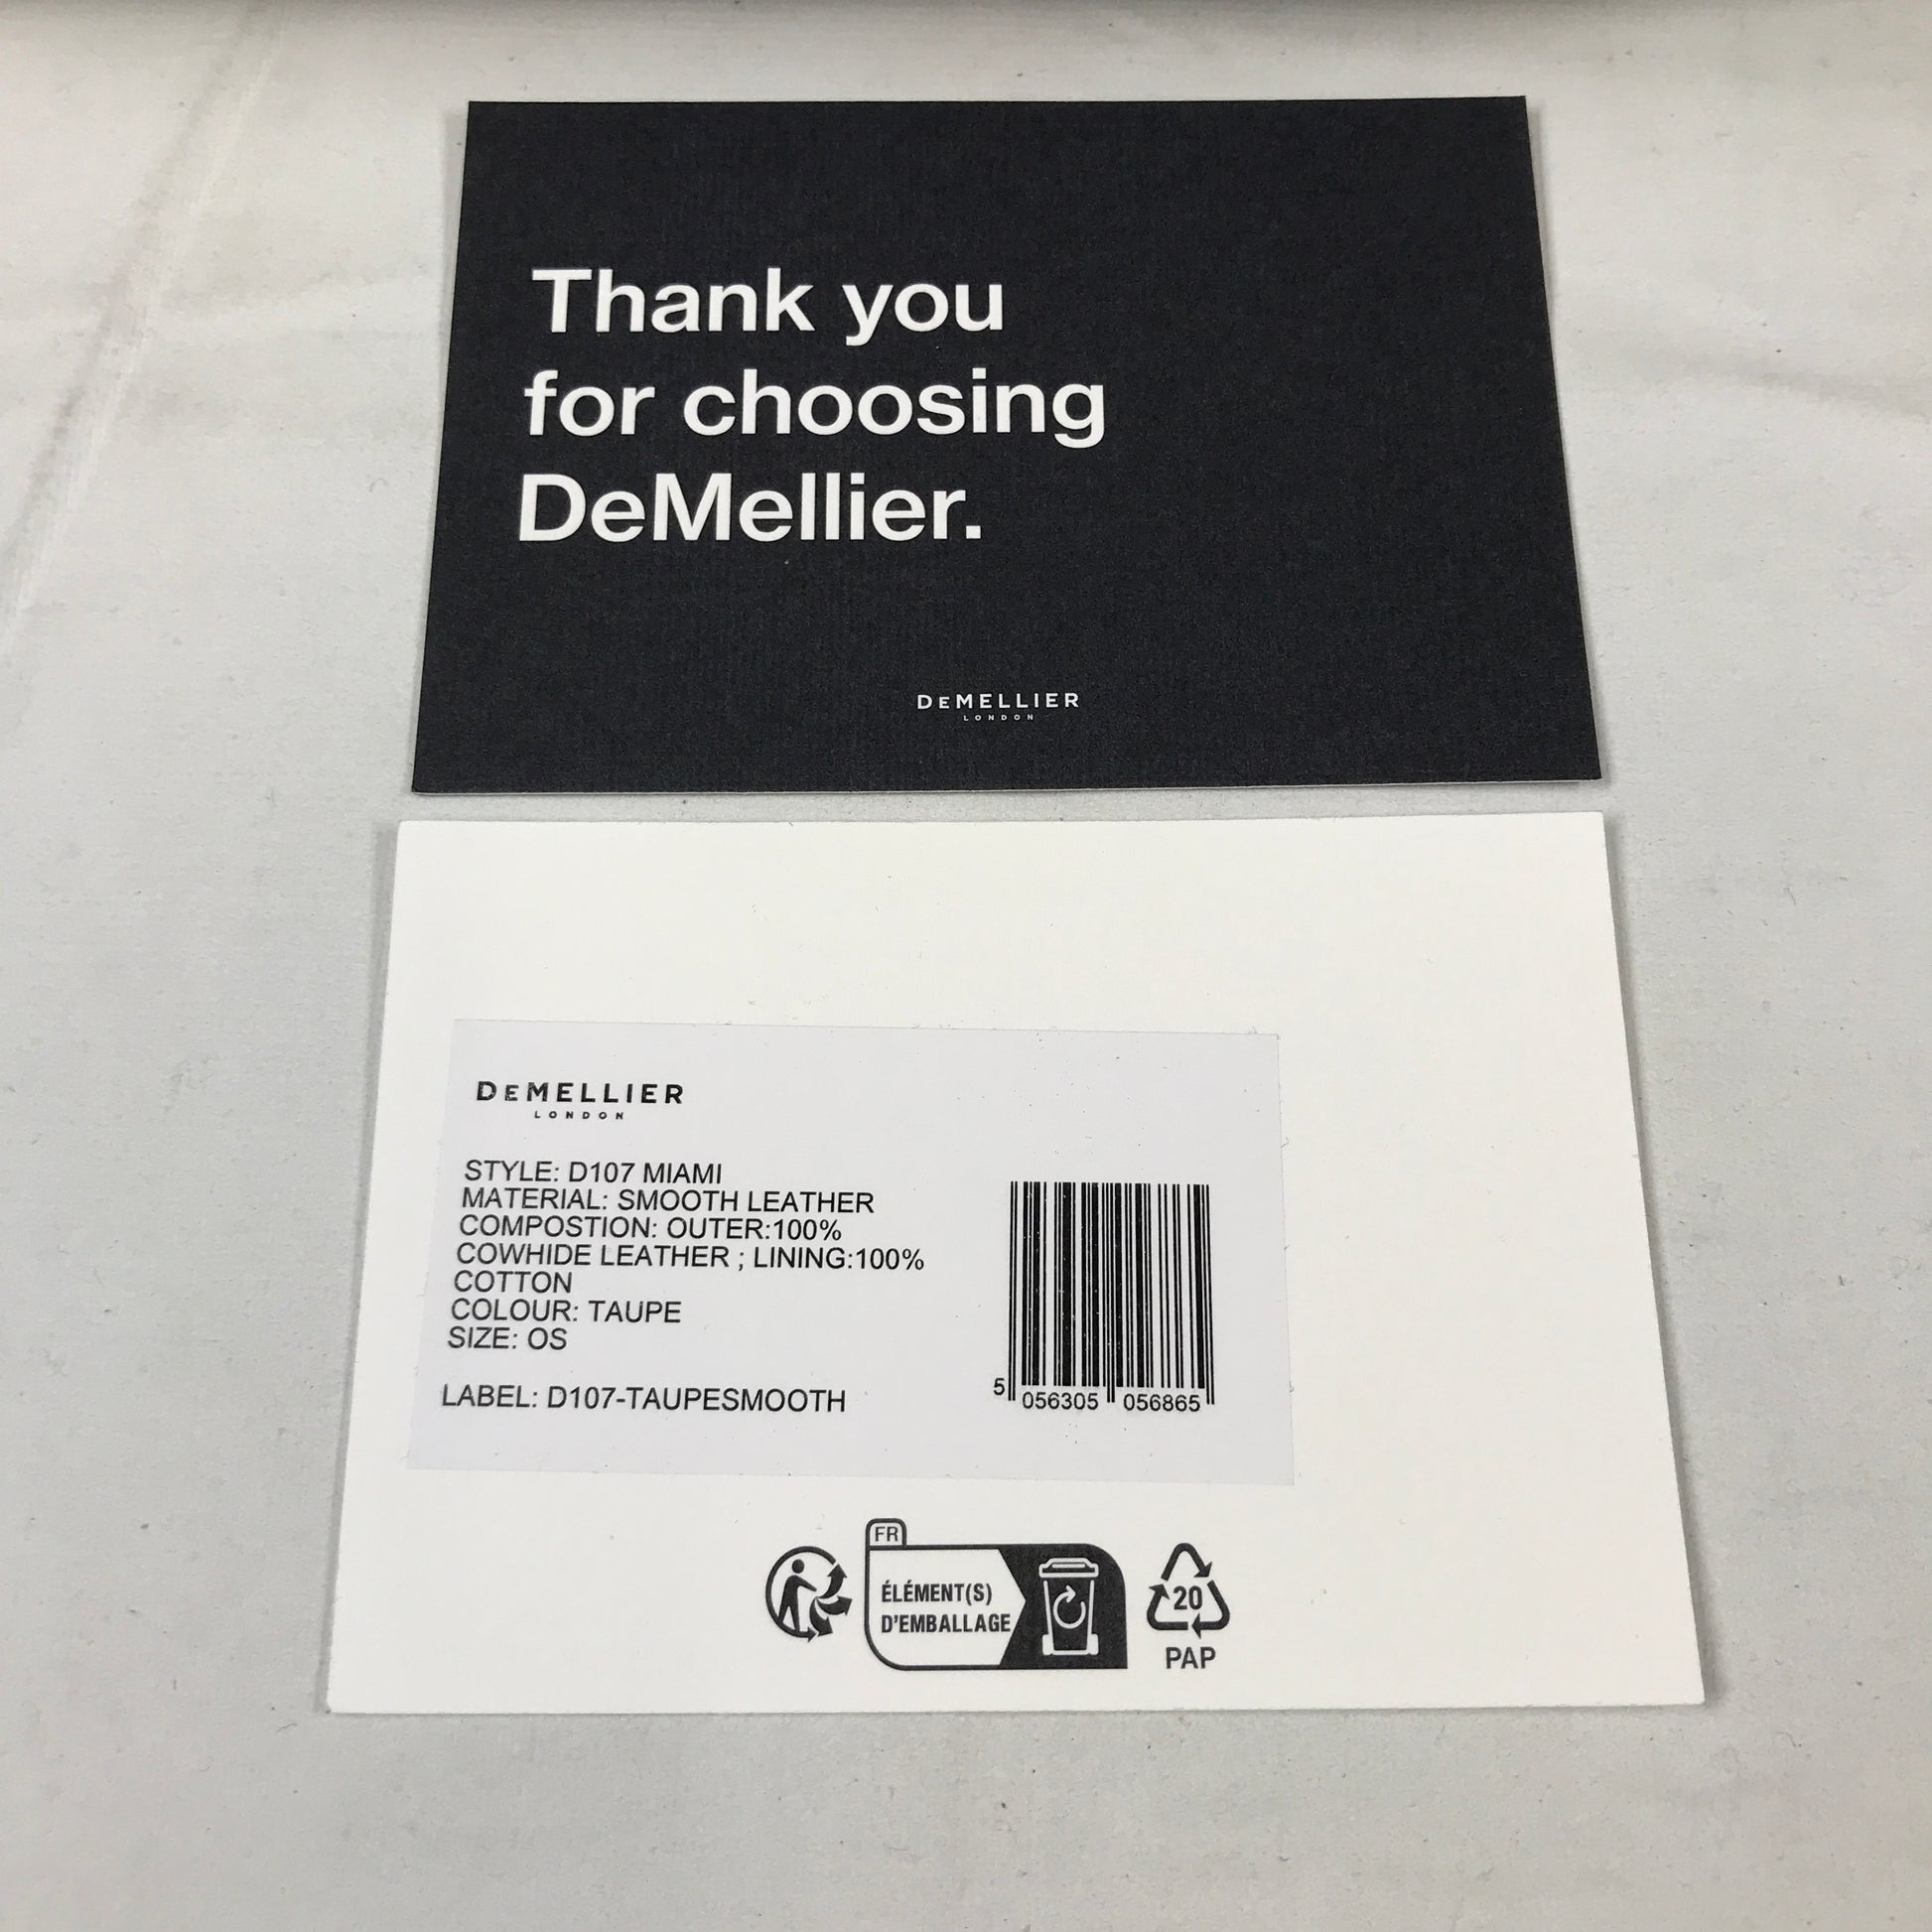 Thank you
for choosing
DeMellier.
DEMELLIER
LONDON
DEMELLIER
LONDON
STYLE: D107 MIAMI
MATERIAL: SMOOTH LEATHER
COMPOSTION: OUTER:100%
COWHIDE LEATHER ; LINING:100%
COTTON
COLOUR: TAUPE
SIZE: OS
LABEL: D107-TAUPESMOOTH
5 056305 056865
FR
ÉLÉMENT(S)
D'EMBALLAGE
20
PAP